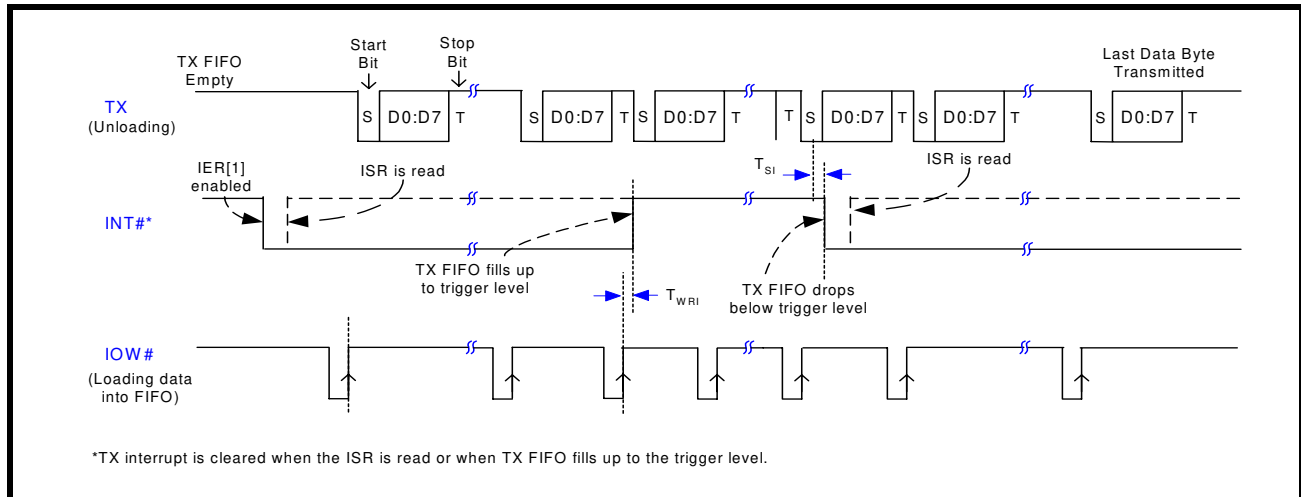 Start
Bit
Stop
Bit
TX FIFO
Empty
Last Data Byte
Transmitted
TX
(Unloading)
S D0:D7 T S D0:D7 T S D0:D7 T T S D0:D7 T S D0:D7 T S D0:D7 T
IER[1]
enabled
ISR is read
TSI
ISR is read
INT#*
TX FIFO fills up
to trigger level
TWRI
TX FIFO drops
below trigger level
IOW#
(Loading data
into FIFO)
*TX interrupt is cleared when the ISR is read or when TX FIFO fills up to the trigger level.